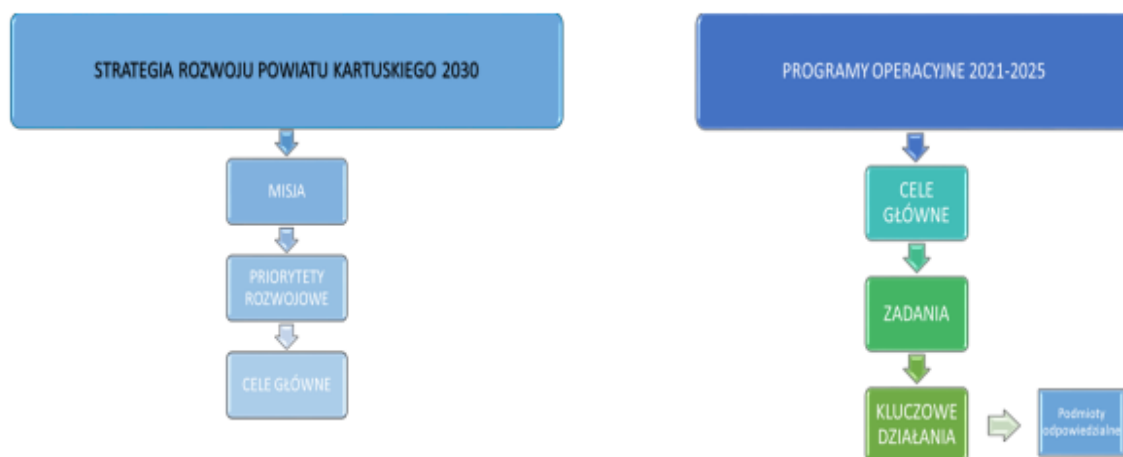 STRATEGIA ROZWOJU POWIATU KARTUSKIEGO 2030
MISJA
PRIORYTETY
ROZWOJOWE
CELE GŁÓWNE
PROGRAMY OPERACYJNE 2021-2025
CELE
GŁÓWNE
ZADANIA
KLUCZOWE
DZIAŁANIA
Podmioty
odpowiedzialne